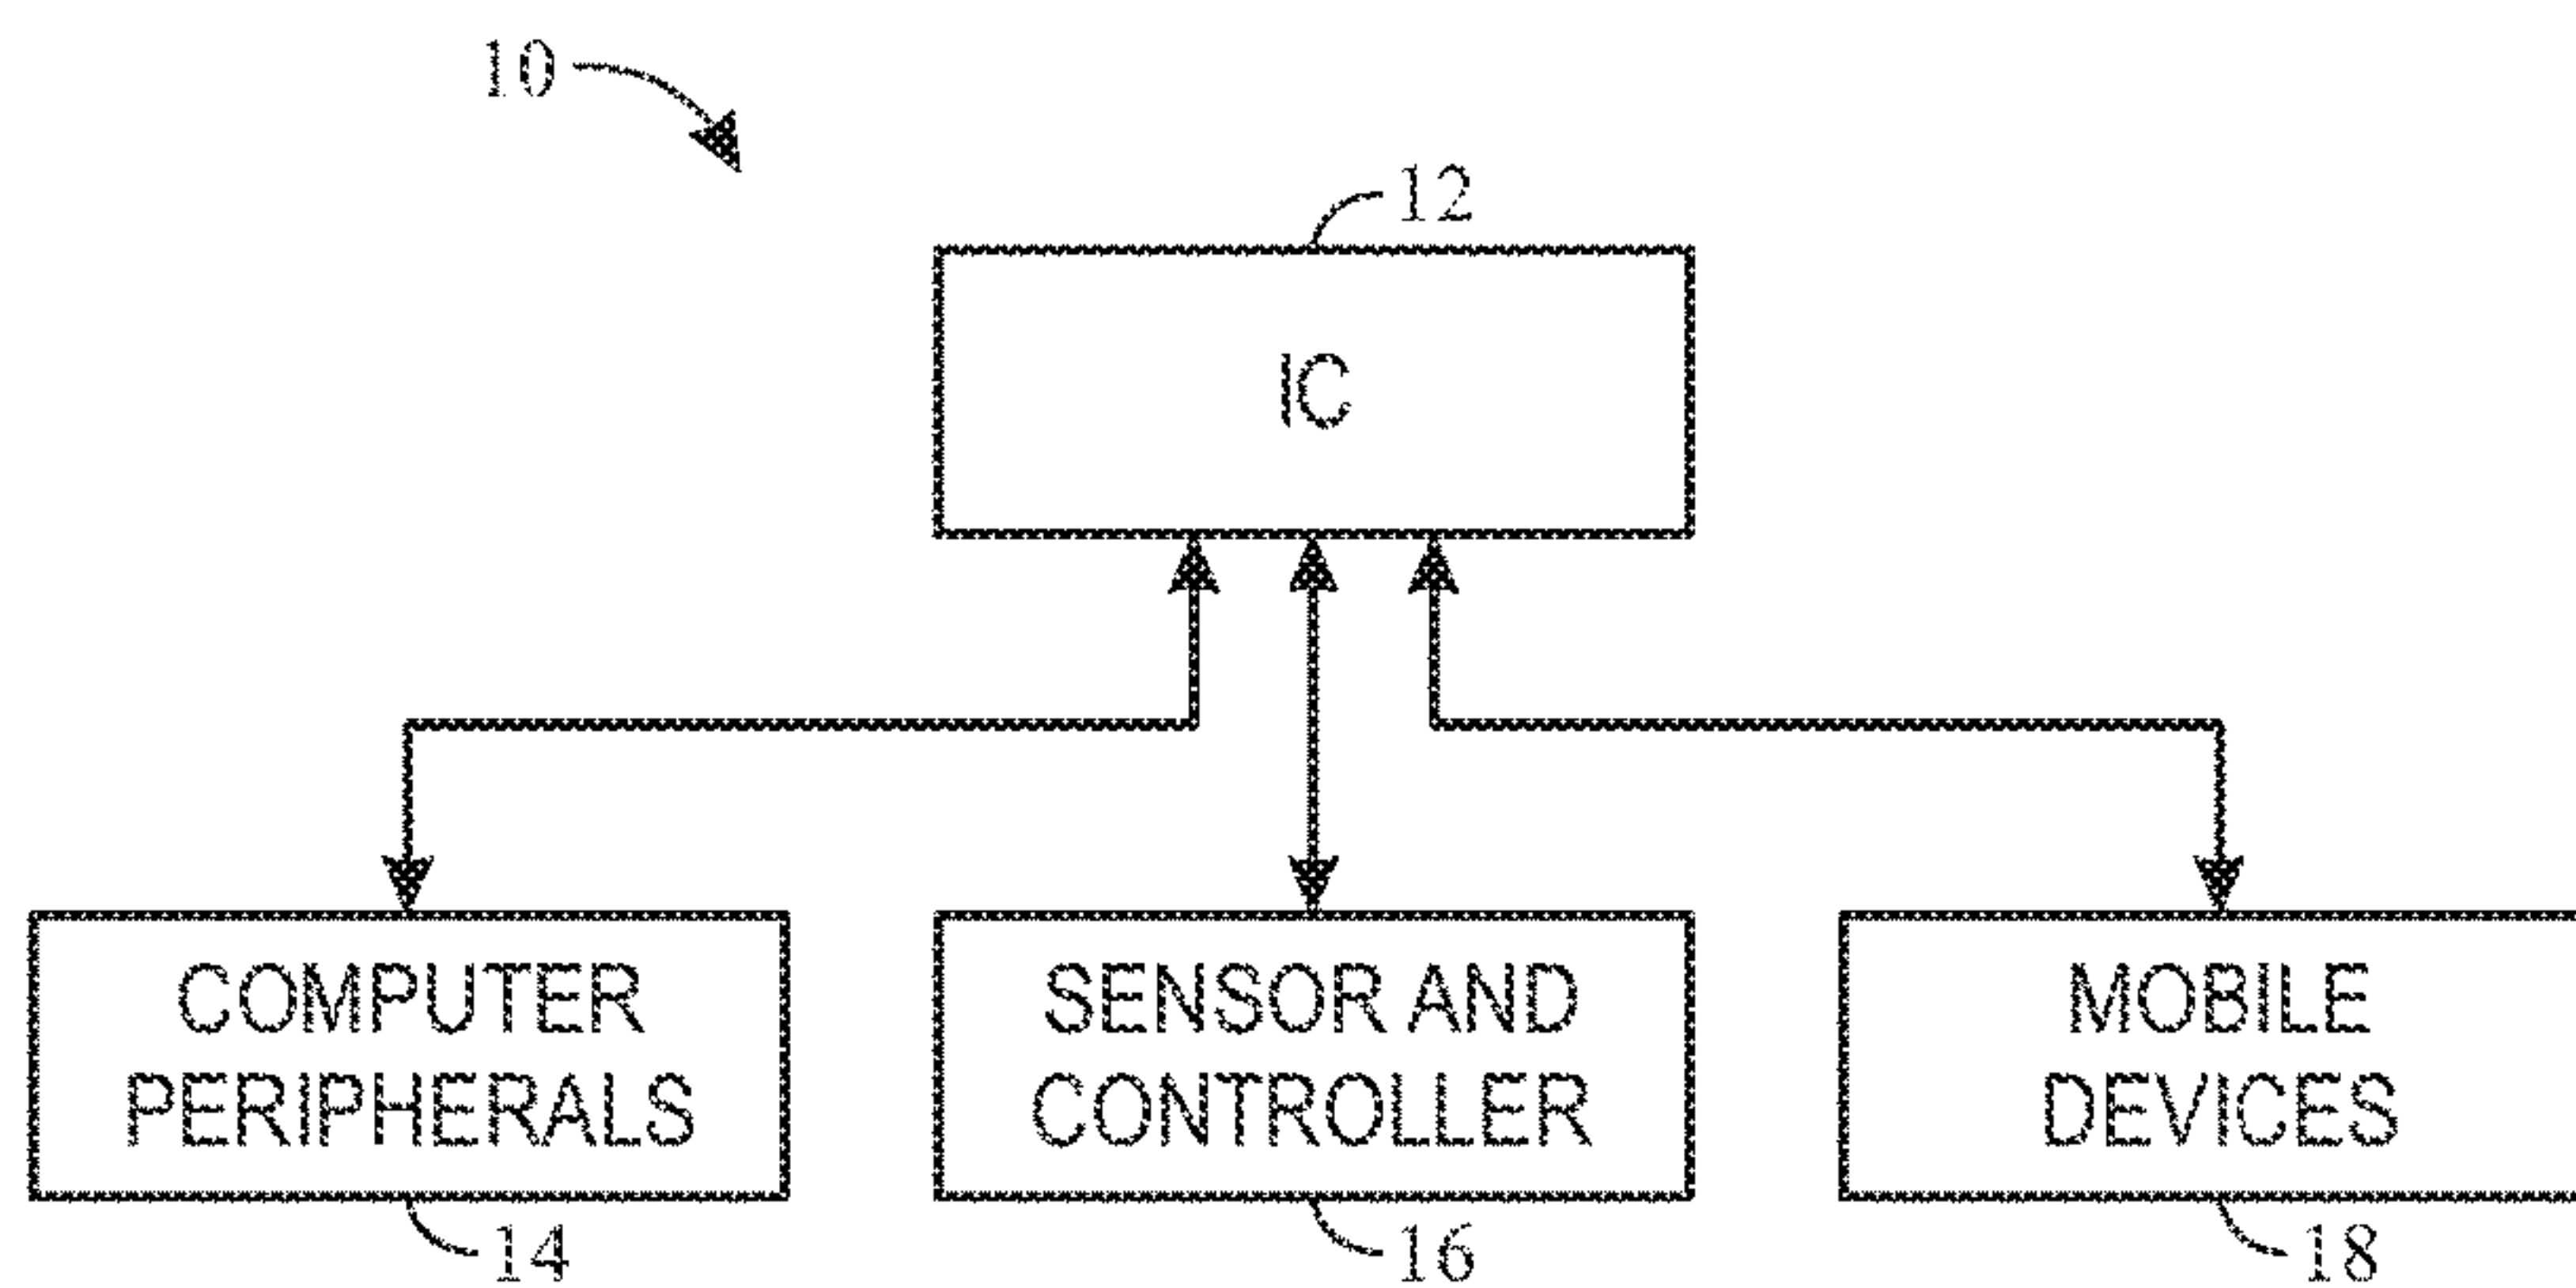 10
12
IC
COMPUTER
PERIPHERALS
SENSOR AND
CONTROLLER
MOBILE
DEVICES
14
16
18